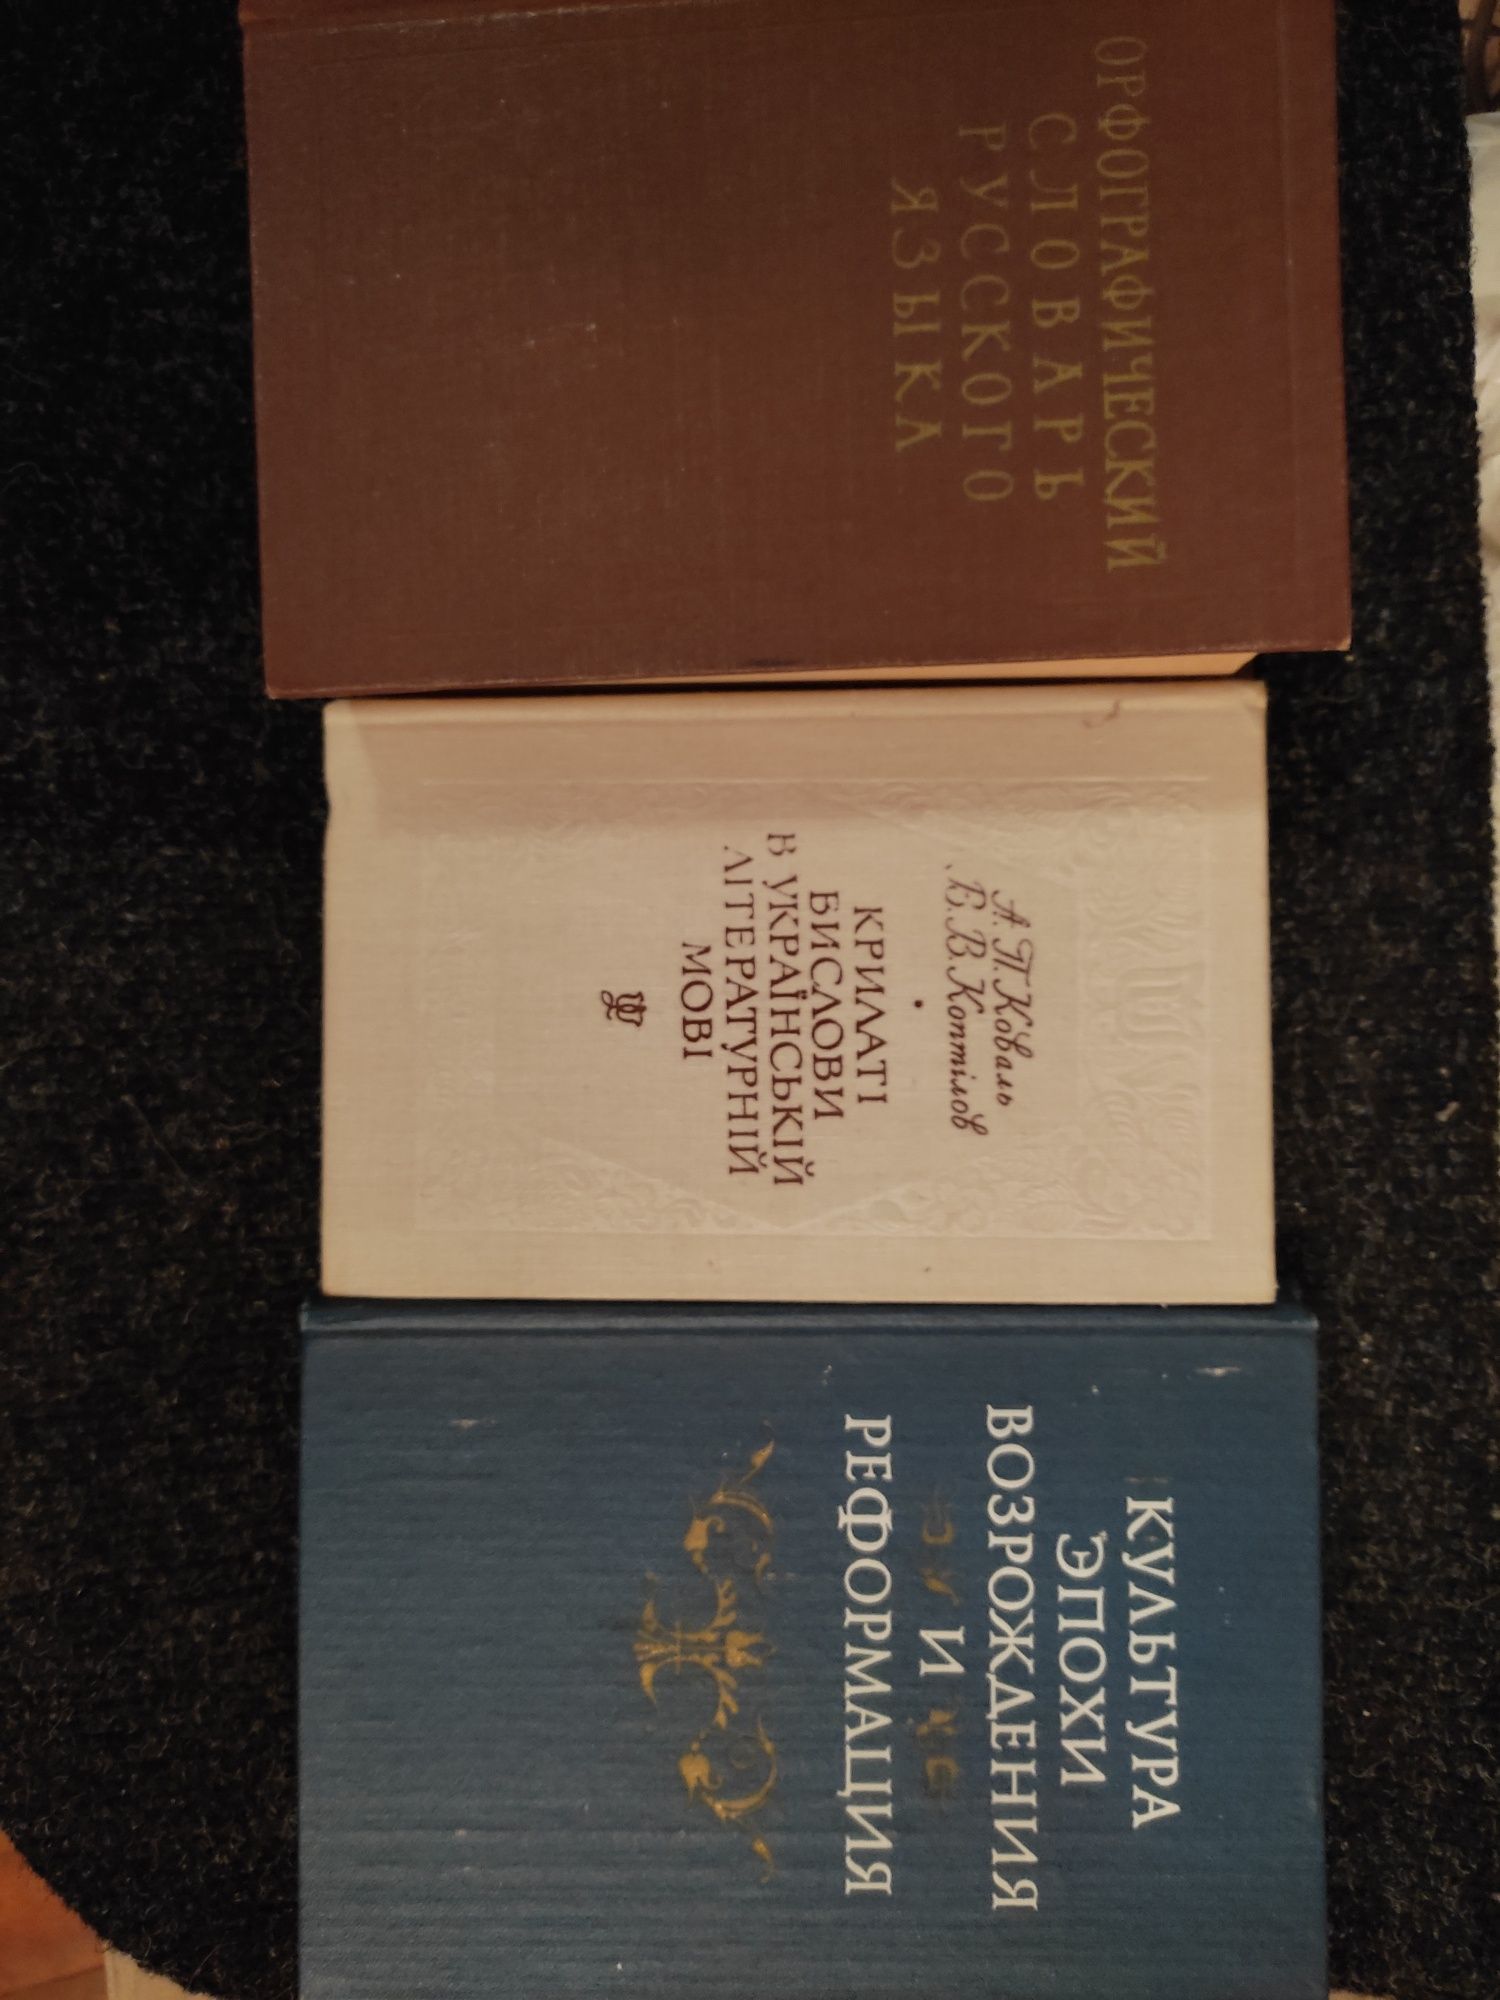 ОРФОГРАФИЧЕСКИЙ
СЛОВАРЬ
РУССКОГО
ЯЗЫКА
А.П.Коваль
В.В.Коптілов
КРИЛАТІ
ВИСЛОВИ
В УКРАЇНСЬКІЙ
ЛІТЕРАТУРНІЙ
МОВІ
КУЛЬТУРА
ЭПОХИ
ВОЗРОЖДЕНИЯ
И
РЕФОРМАЦИЯ